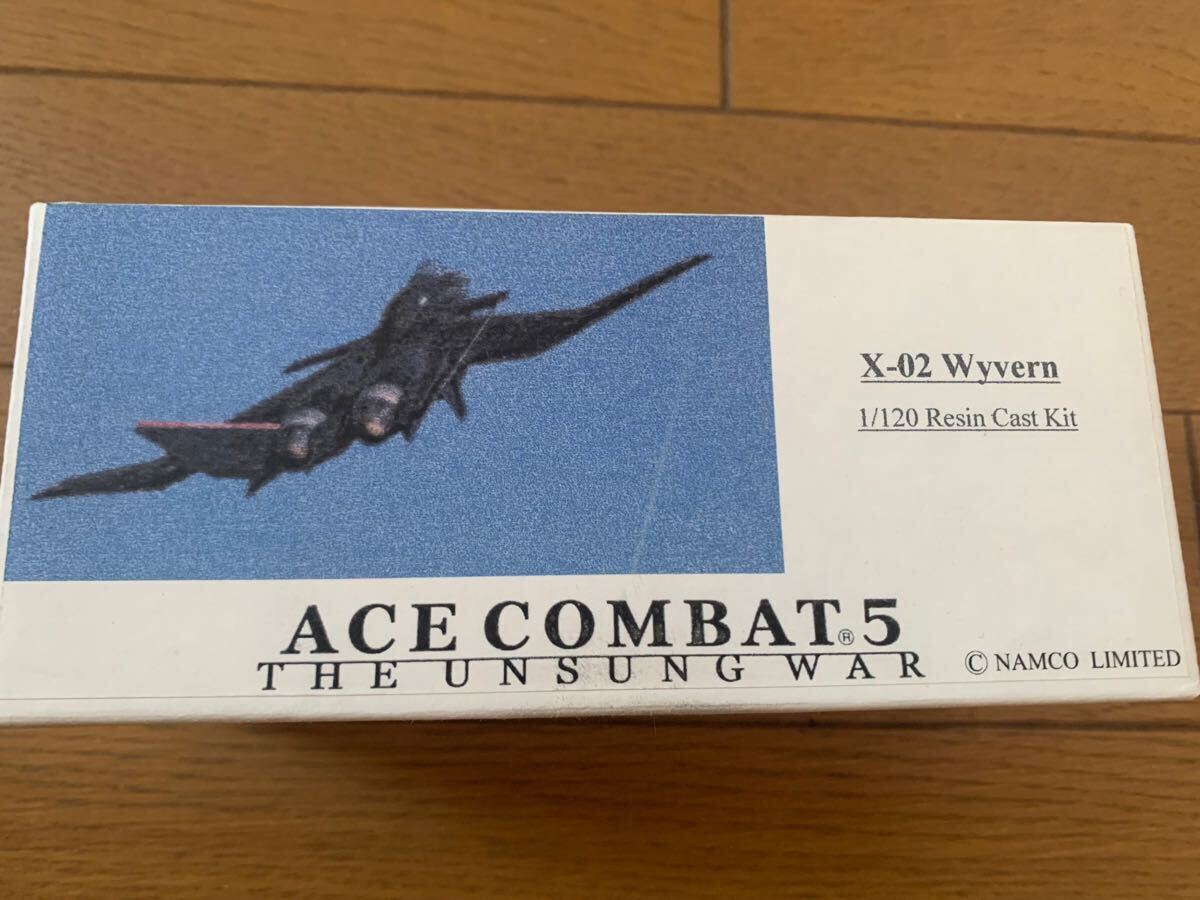 X-02 Wyvern
1/120 Resin Cast Kit
ACE COMBAT® 5
THE UNSUNG WAR
© NAMCO LIMITED